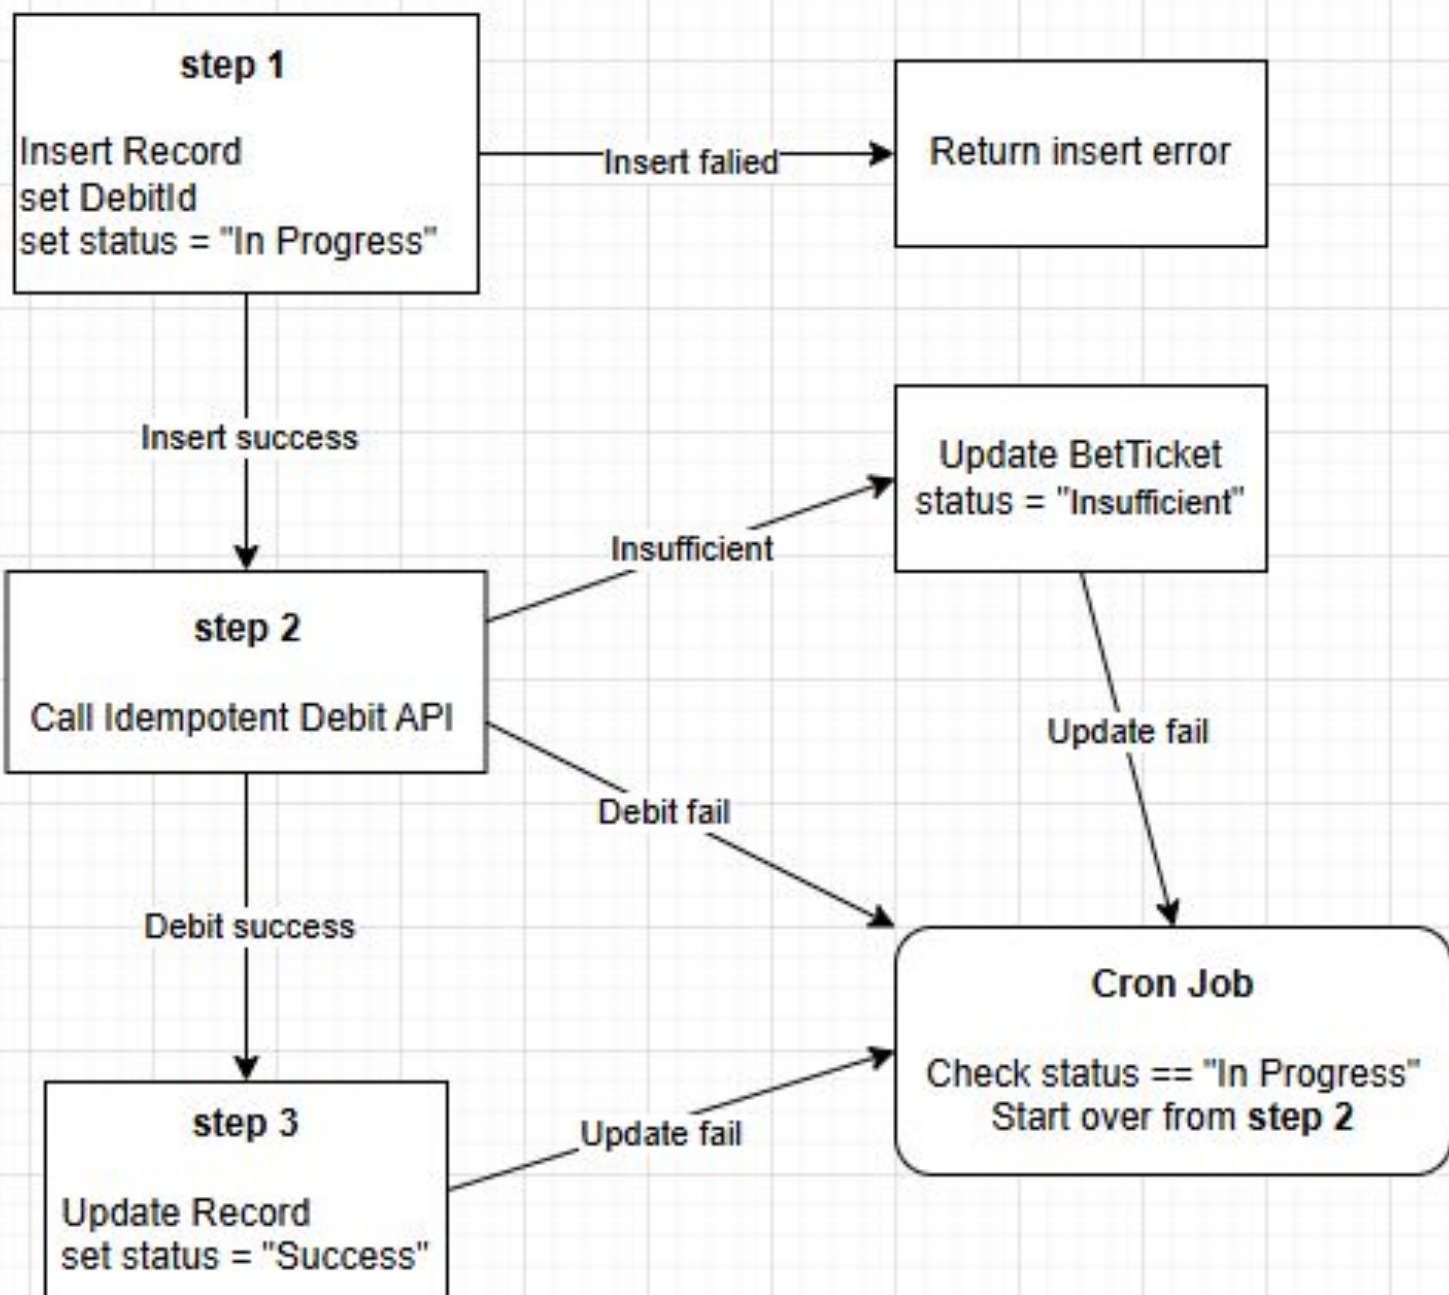 step 1
Insert Record
set DebitId
set status = "In Progress"
Insert falied
Return insert error
Insert success
Update BetTicket
status = "Insufficient"
Insufficient
step 2
Call Idempotent Debit API
Update fail
Debit fail
Debit success
Cron Job
Check status == "In Progress"
Start over from step 2
step 3
Update Record
set status = "Success"
Update fail